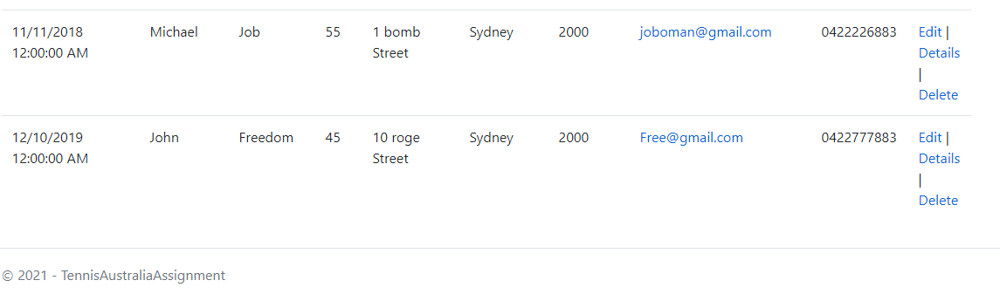 11/11/2018 Michael Job 55 1 bomb Sydney 2000 joboman@gmail.com 0422226883 Edit |
12:00:00 AM Street Details
|
Delete
12/10/2019 John Freedom 45 10 roge Sydney 2000 Free@gmail.com 0422777883 Edit |
12:00:00 AM Street Details
|
Delete
© 2021 - TennisAustraliaAssignment